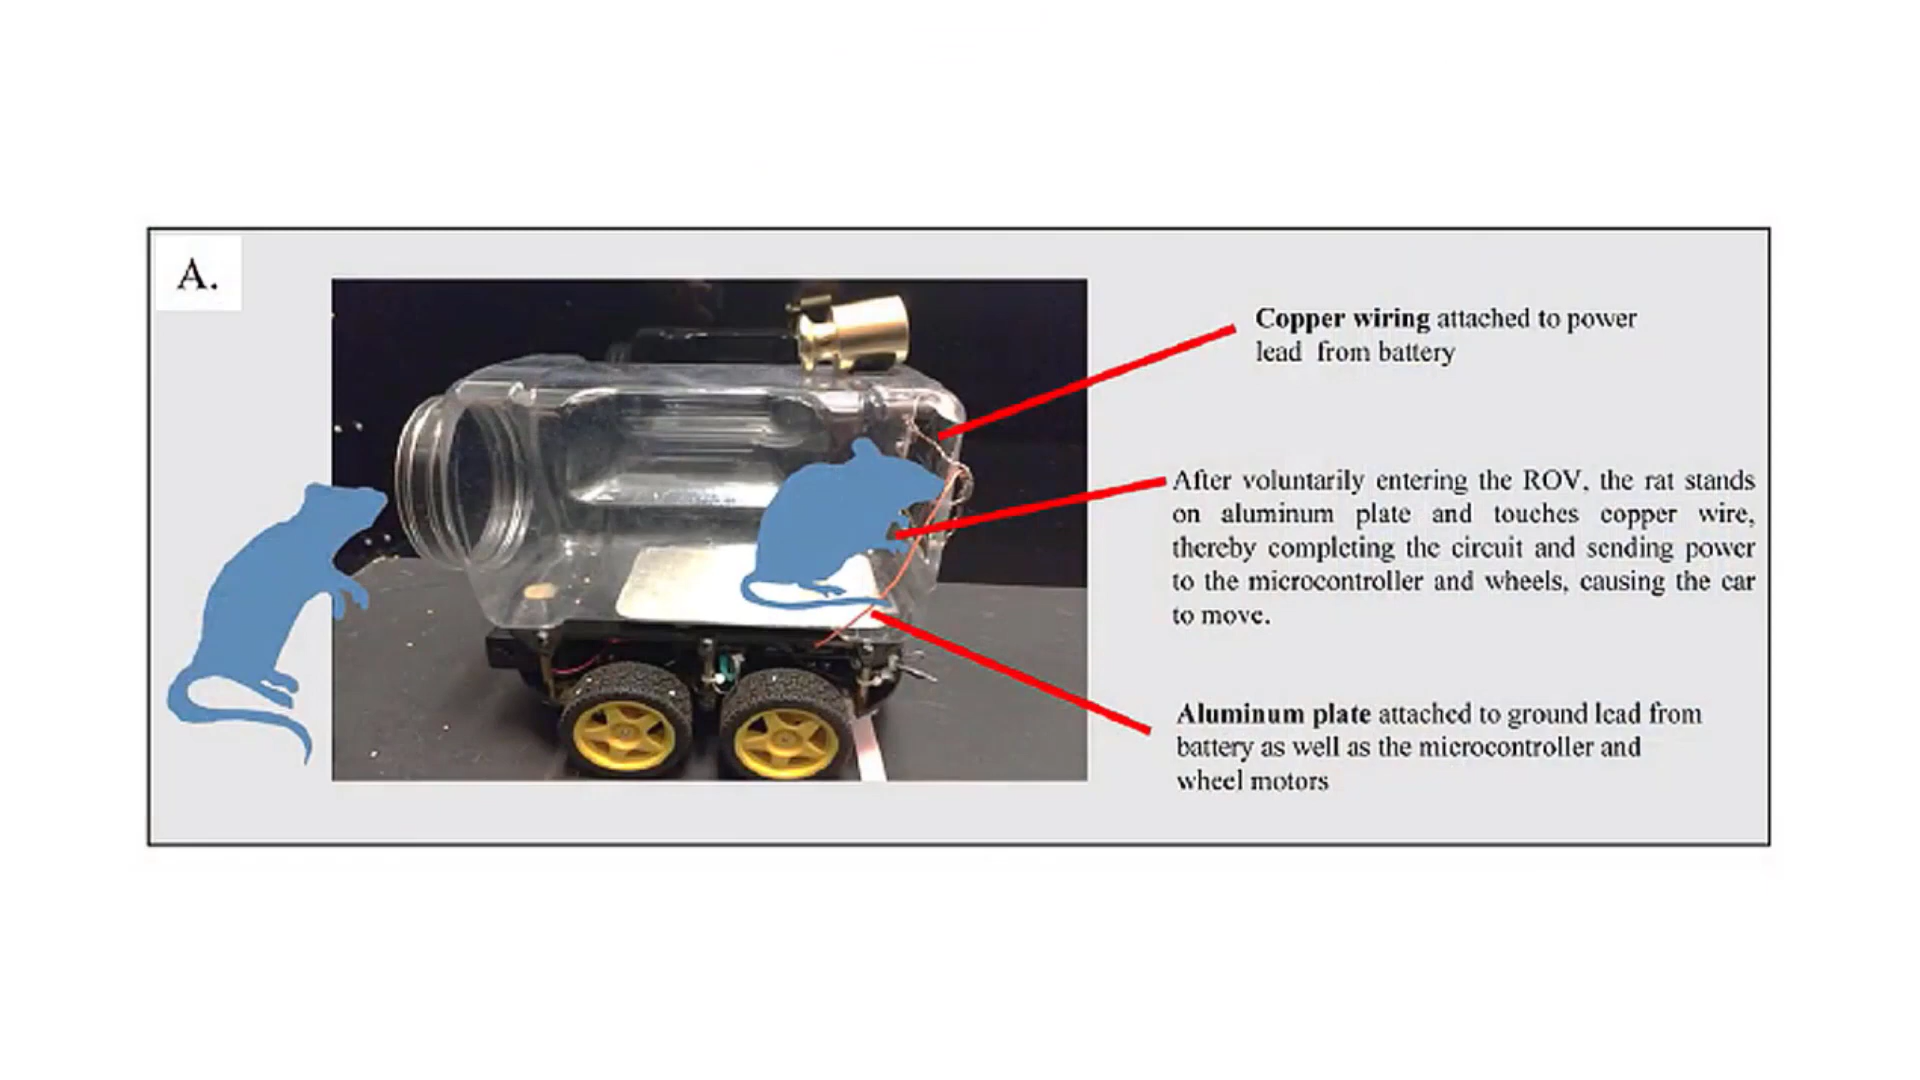 A.
Copper wiring attached to power
lead from battery
After voluntarily entering the ROV, the rat stands
on aluminum plate and touches copper wire,
thereby completing the circuit and sending power
to the microcontroller and wheels, causing the car
to move.
Aluminum plate attached to ground lead from
battery as well as the microcontroller and
wheel motors